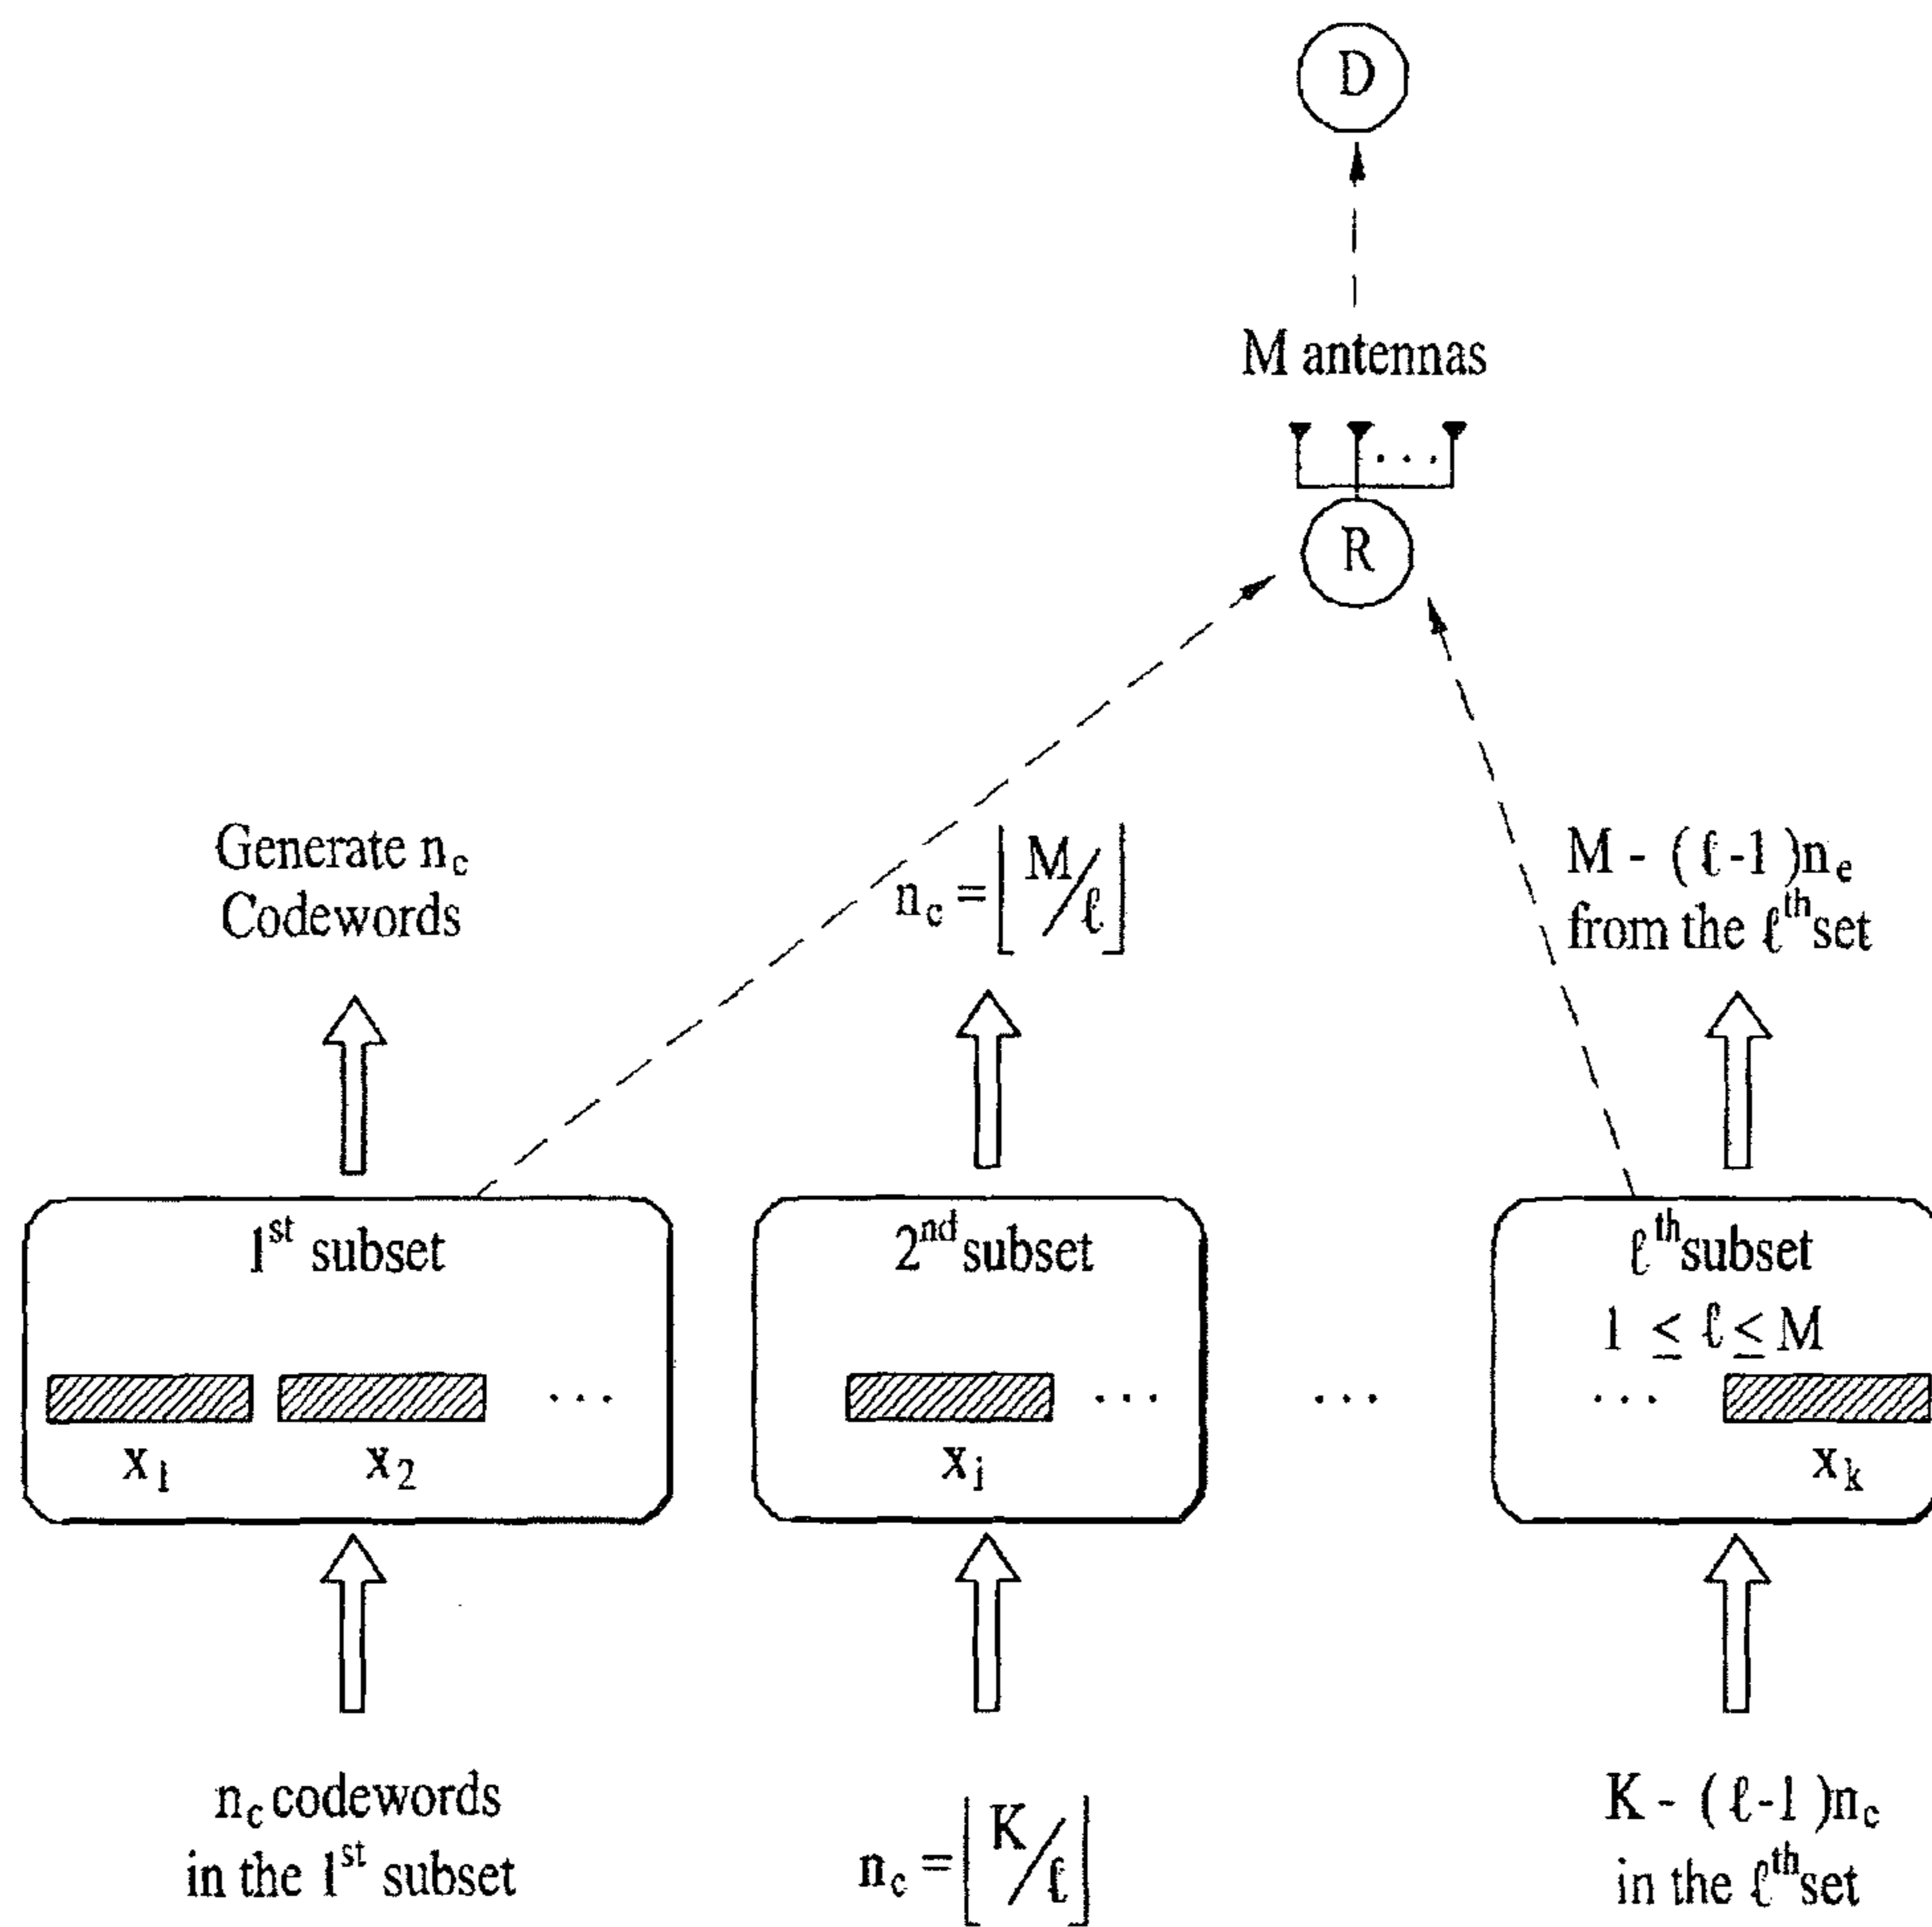 D
M antennas
...
R
Generate n_c
Codewords
n_c = ⌊M/ℓ⌋
M - (ℓ-1)n_e
from the ℓ^th set
1^st subset
2^nd subset
ℓ^th subset
1 ≤ ℓ ≤ M
... ... ... ...
x_1 x_2 x_i x_k
n_c codewords
in the 1^st subset
n_c = ⌊K/ℓ⌋
K - (ℓ-1)n_c
in the ℓ^th set